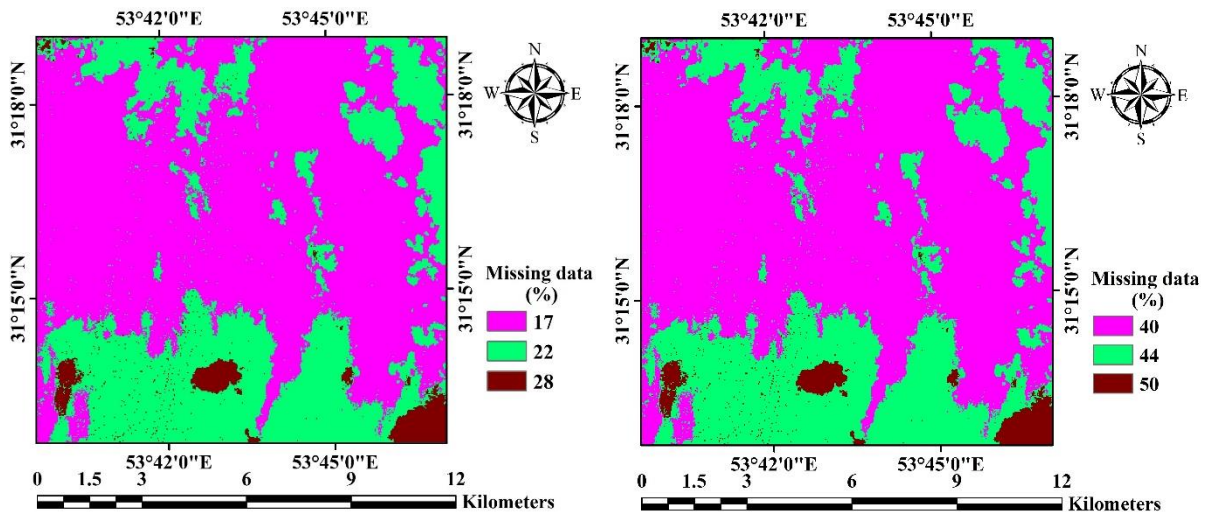 53°42'0"E 53°45'0"E
N
W E
S
31°18'0"N 31°18'0"N
31°15'0"N 31°15'0"N
Missing data
(%)
17
22
28
53°42'0"E 53°45'0"E
0 1.5 3 6 9 12
Kilometers
53°42'0"E 53°45'0"E
N
W E
S
31°18'0"N 31°18'0"N
31°15'0"N 31°15'0"N
Missing data
(%)
40
44
50
53°42'0"E 53°45'0"E
0 1.5 3 6 9 12
Kilometers